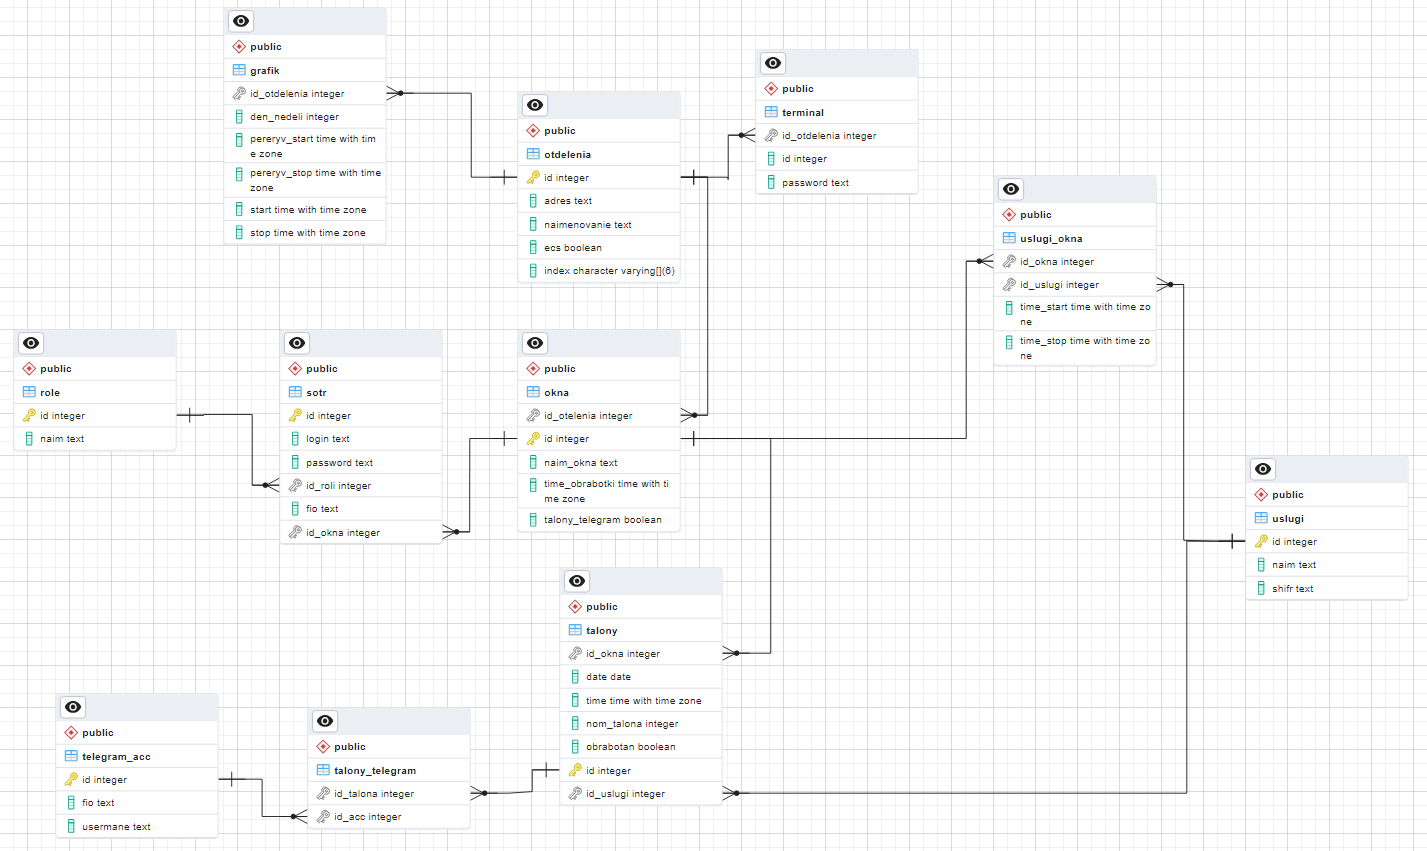 public
grafik
id_otdelenia integer
den_nedeli integer
pereryv_start time with tim
e zone
pereryv_stop time with time
zone
start time with time zone
stop time with time zone
public
otdelenia
id integer
adres text
naimenovanie text
ecs boolean
index character varying[](6)
public
terminal
id_otdelenia integer
id integer
password text
public
uslugi_okna
id_okna integer
id_uslugi integer
time_start time with time zo
ne
time_stop time with time zo
ne
public
role
id integer
naim text
public
sotr
id integer
login text
password text
id_roli integer
fio text
id_okna integer
public
okna
id_otelenia integer
id integer
naim_okna text
time_obrabotki time with ti
me zone
talony_telegram boolean
public
uslugi
id integer
naim text
shifr text
public
talony
id_okna integer
date date
time time with time zone
nom_talona integer
obrabotan boolean
id integer
id_uslugi integer
public
telegram_acc
id integer
fio text
usermane text
public
talony_telegram
id_talona integer
id_acc integer